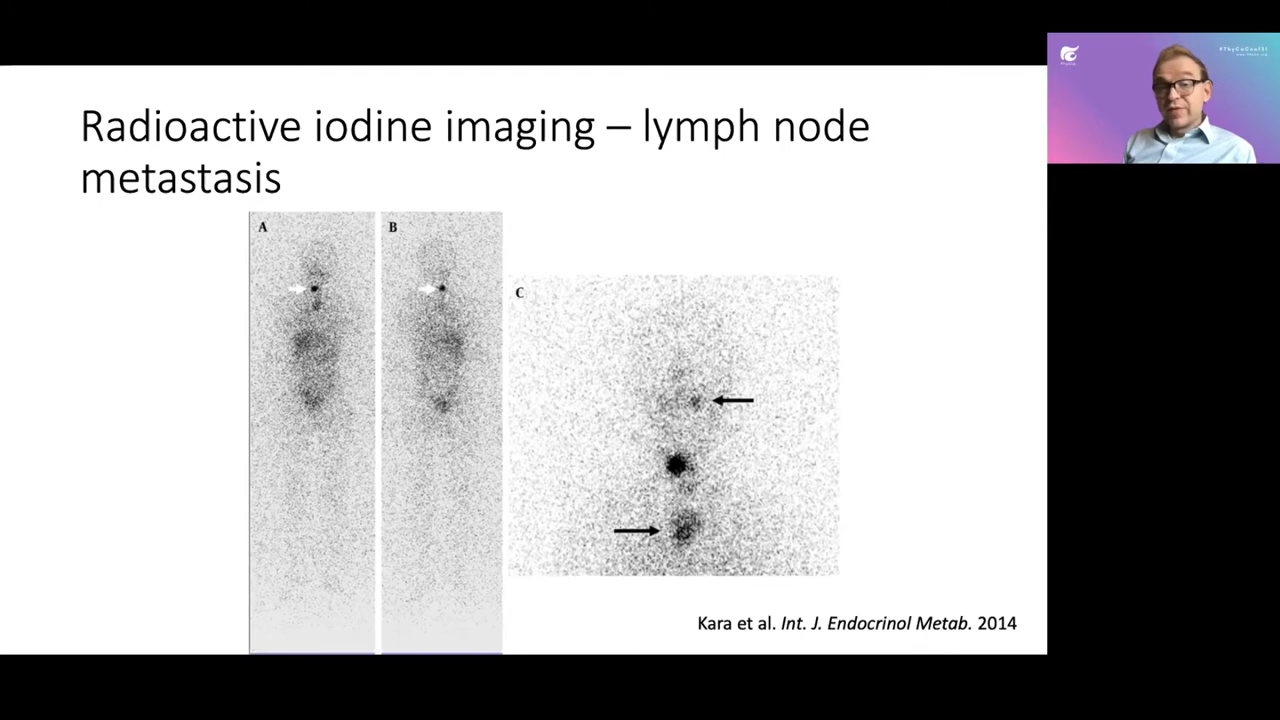 Radioactive iodine imaging – lymph node
metastasis
A
B
C
Kara et al. Int. J. Endocrinol Metab. 2014